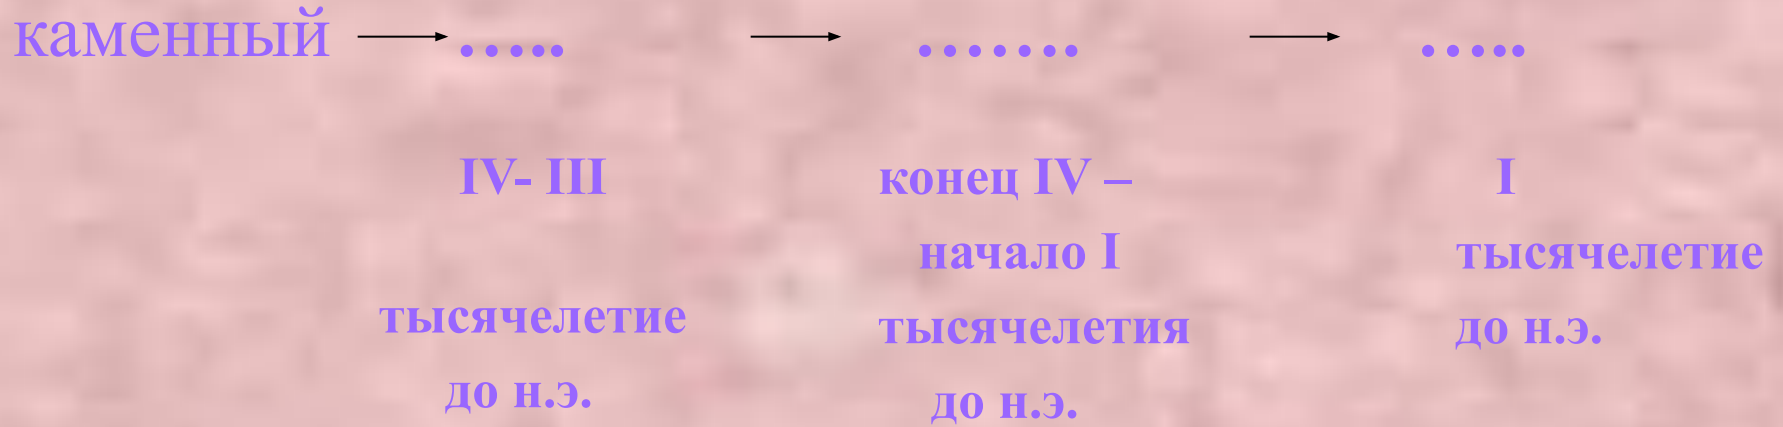 каменный ..... ....... .....
IV- III
тысячелетие
до н.э.
конец IV –
начало I
тысячелетия
до н.э.
I
тысячелетие
до н.э.